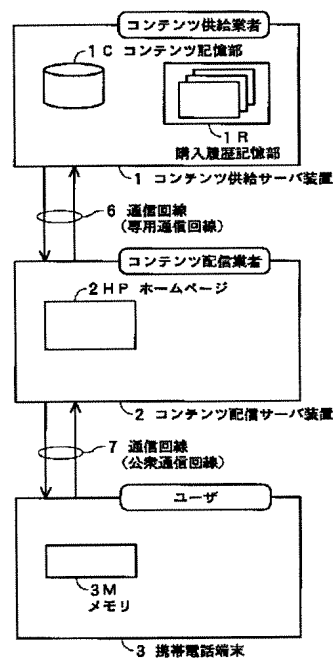 コンテンツ供給業者
1C コンテンツ記憶部
1R
購入履歴記憶部
1 コンテンツ供給サーバ装置
6 通信回線
(専用通信回線)
コンテンツ配信業者
2HP ホームページ
2 コンテンツ配信サーバ装置
7 通信回線
(公衆通信回線)
ユーザ
3M
メモリ
3 携帯電話端末